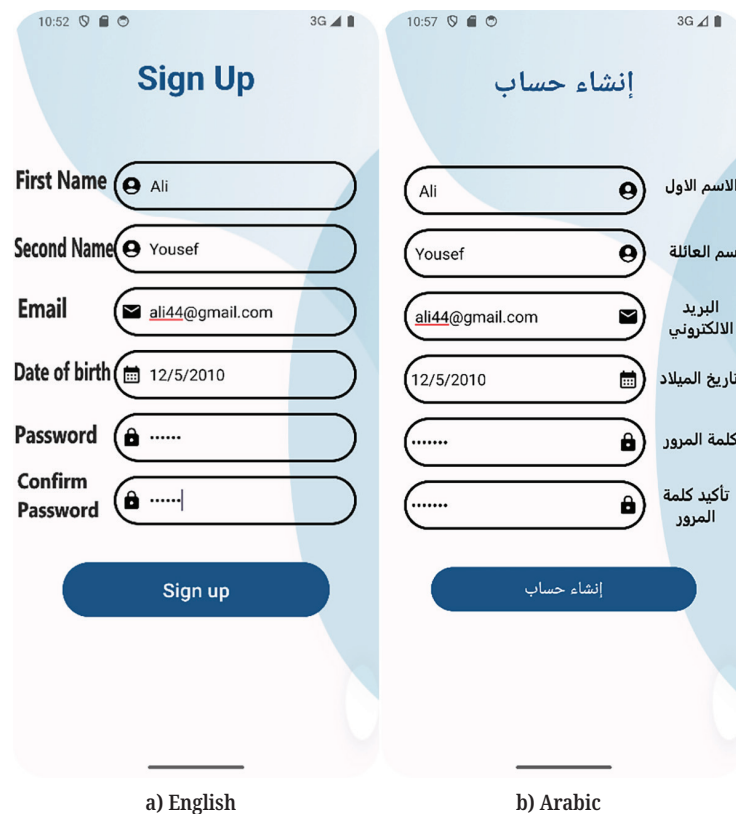 10:52 3G
Sign Up
First Name Ali
Second Name Yousef
Email ali44@gmail.com
Date of birth 12/5/2010
Password ••••••
Confirm
Password ••••••
Sign up
a) English
10:57 3G
إنشاء حساب
الاسم الاول Ali
سم العائلة Yousef
البريد
الالكتروني ali44@gmail.com
تاريخ الميلاد 12/5/2010
كلمة المرور •••••••
تأكيد كلمة
المرور •••••••
إنشاء حساب
b) Arabic